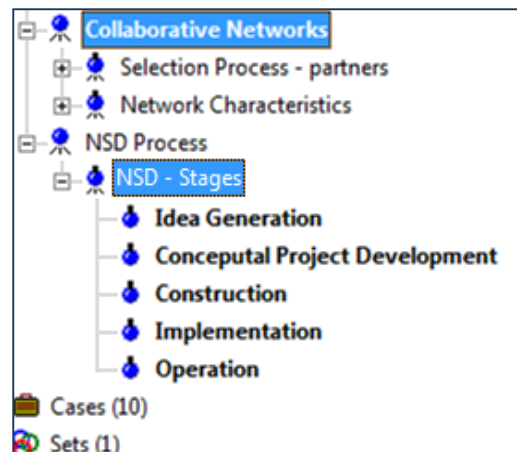 Collaborative Networks
Selection Process - partners
Network Characteristics
NSD Process
NSD - Stages
Idea Generation
Conceputal Project Development
Construction
Implementation
Operation
Cases (10)
Sets (1)